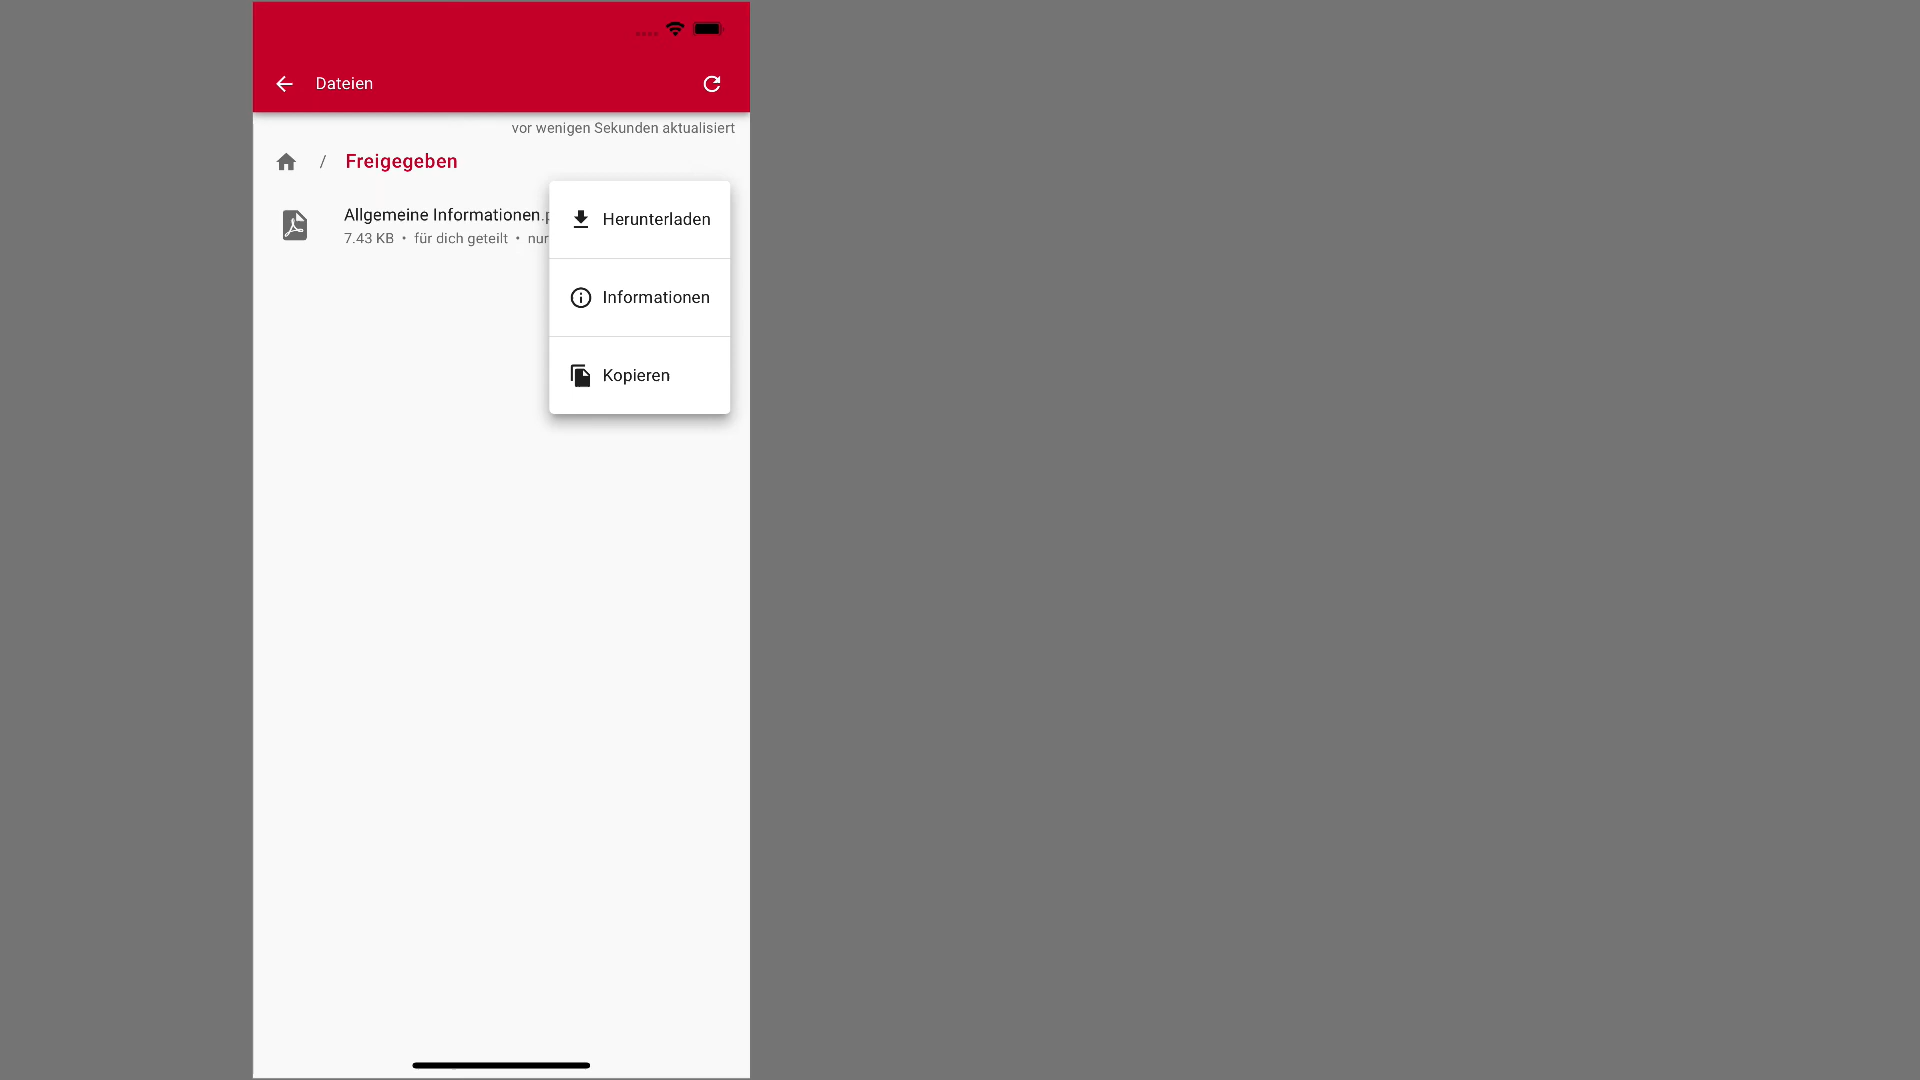 Dateien
vor wenigen Sekunden aktualisiert
/ Freigegeben
Allgemeine Informationen.
7.43 KB • für dich geteilt • nur
Herunterladen
Informationen
Kopieren